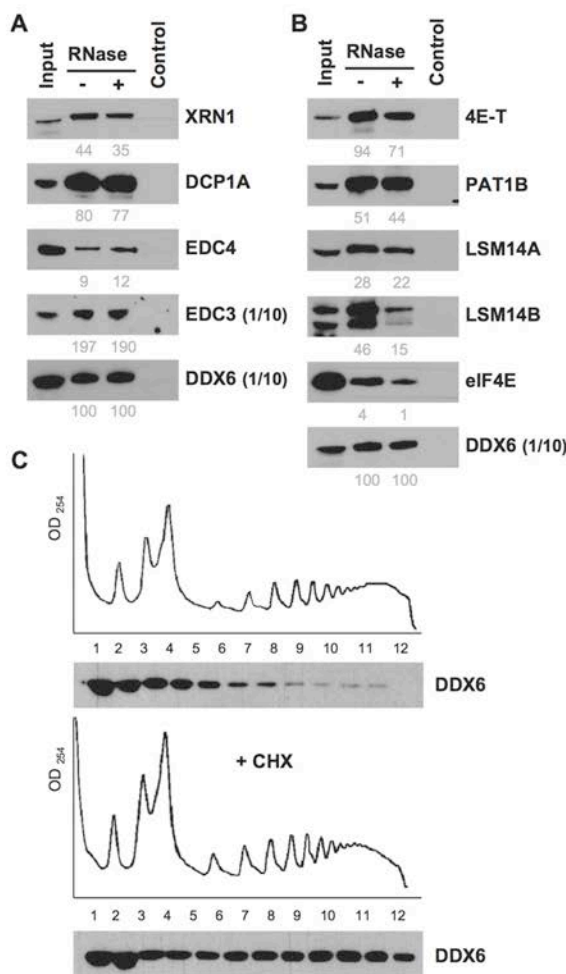 A
Input
RNase
- +
Control
XRN1
44 35
DCP1A
80 77
EDC4
9 12
EDC3 (1/10)
197 190
DDX6 (1/10)
100 100
B
Input
RNase
- +
Control
4E-T
94 71
PAT1B
51 44
LSM14A
28 22
LSM14B
46 15
eIF4E
4 1
DDX6 (1/10)
100 100
C
OD 254
1 2 3 4 5 6 7 8 9 10 11 12
DDX6
OD 254
+ CHX
1 2 3 4 5 6 7 8 9 10 11 12
DDX6